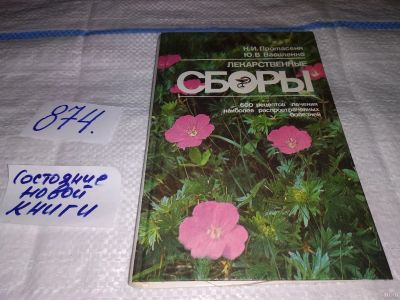 Н.И. Протасеня
Ю.В. Василенко
ЛЕКАРСТВЕННЫЕ
СБОРЫ
600 рецептов лечения
наиболее распространенных
болезней
874.
Состояние
новой
книги